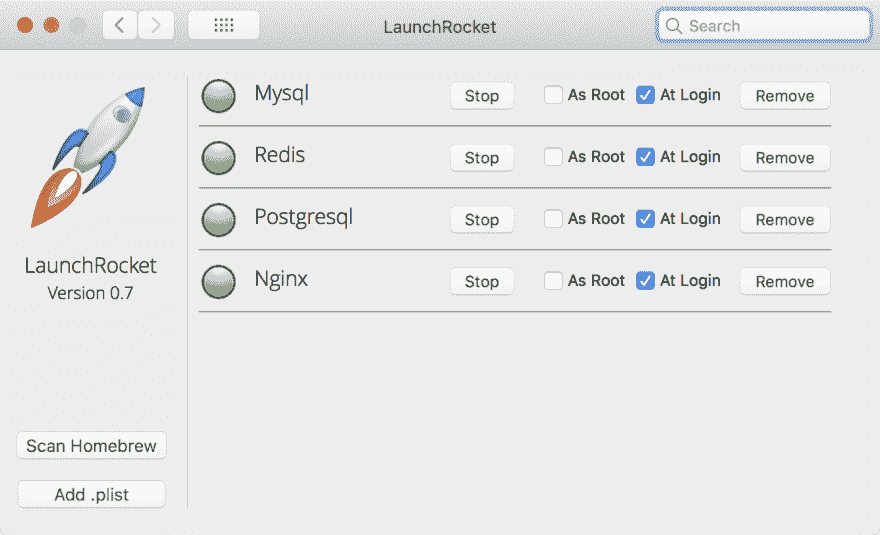 LaunchRocket
Search
Mysql Stop As Root At Login Remove
Redis Stop As Root At Login Remove
Postgresql Stop As Root At Login Remove
Nginx Stop As Root At Login Remove
LaunchRocket
Version 0.7
Scan Homebrew
Add .plist